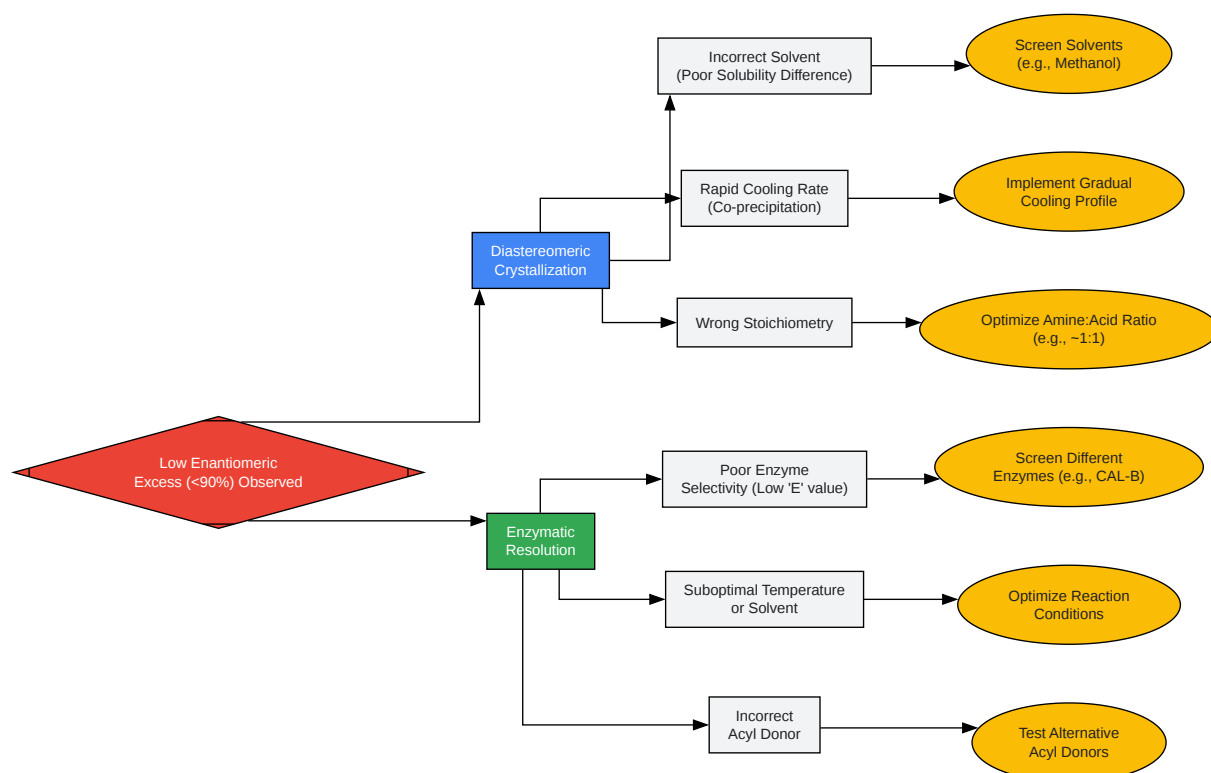 Low Enantiomeric
Excess (<90%) Observed
Diastereomeric
Crystallization
Incorrect Solvent
(Poor Solubility Difference)
Screen Solvents
(e.g., Methanol)
Rapid Cooling Rate
(Co-precipitation)
Implement Gradual
Cooling Profile
Wrong Stoichiometry
Optimize Amine:Acid Ratio
(e.g., ~1:1)
Enzymatic
Resolution
Poor Enzyme
Selectivity (Low 'E' value)
Screen Different
Enzymes (e.g., CAL-B)
Suboptimal Temperature
or Solvent
Optimize Reaction
Conditions
Incorrect
Acyl Donor
Test Alternative
Acyl Donors